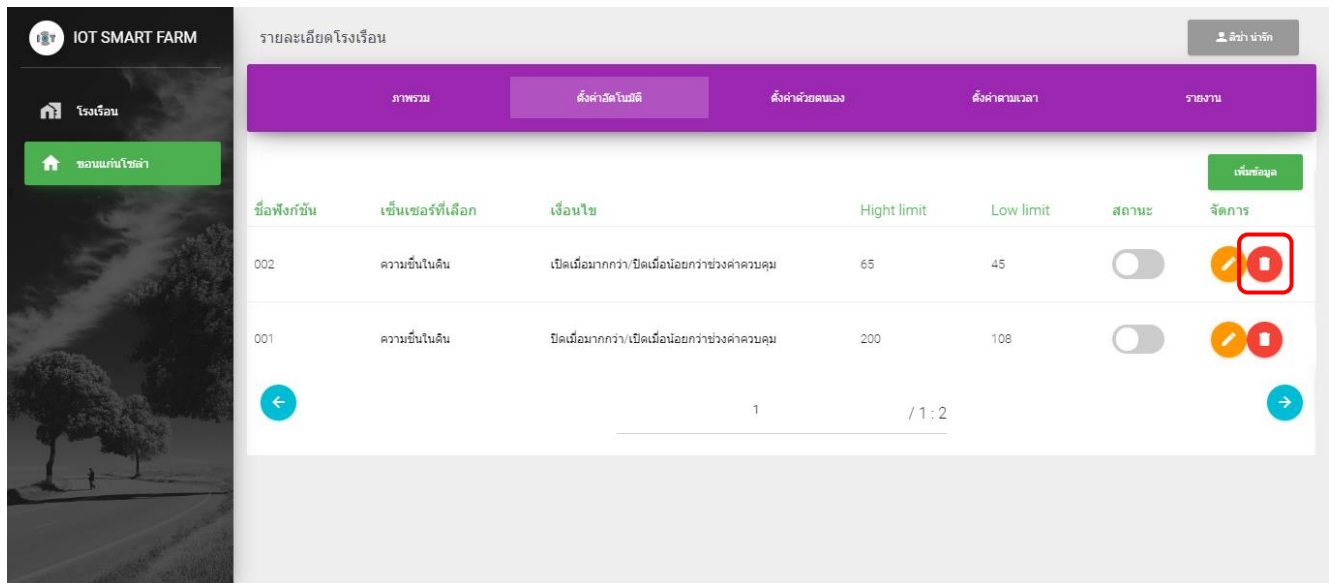 IOT SMART FARM
รายละเอียดโรงเรือน
ลิซ่า น่ารัก
โรงเรือน
ขอนแก่นโซล่า
ภาพรวม ตั้งค่าอัตโนมัติ ตั้งค่าด้วยตนเอง ตั้งค่าตามเวลา รายงาน
เพิ่มข้อมูล
ชื่อฟังก์ชัน เซ็นเซอร์ที่เลือก เงื่อนไข Hight limit Low limit สถานะ จัดการ
002 ความชื้นในดิน เปิดเมื่อมากกว่า/ปิดเมื่อน้อยกว่าช่วงค่าควบคุม 65 45
001 ความชื้นในดิน ปิดเมื่อมากกว่า/เปิดเมื่อน้อยกว่าช่วงค่าควบคุม 200 108
1 / 1 : 2